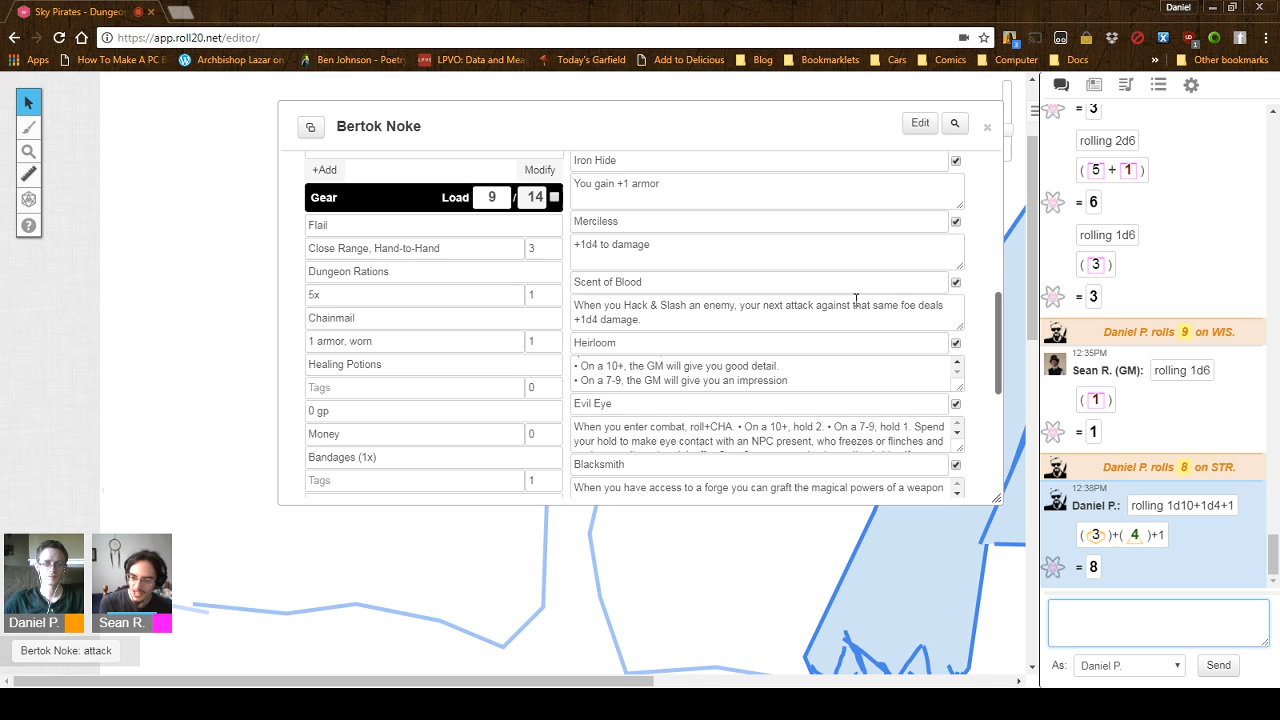 Sky Pirates - Dungeo
Daniel
https://app.roll20.net/editor/
Apps
How To Make A PC B
Archbishop Lazar on
Ben Johnson - Poetry
LPVO: Data and Mea
Today's Garfield
Add to Delicious
Blog
Bookmarklets
Cars
Comics
Computer
Docs
»
Other bookmarks
Bertok Noke
Edit
+Add
Modify
Gear
Load
9
/
14
Flail
Close Range, Hand-to-Hand
3
Dungeon Rations
5x
1
Chainmail
1 armor, worn
1
Healing Potions
Tags
0
0 gp
Money
0
Bandages (1x)
Tags
1
Iron Hide
You gain +1 armor
Merciless
+1d4 to damage
Scent of Blood
When you Hack & Slash an enemy, your next attack against that same foe deals
+1d4 damage.
Heirloom
• On a 10+, the GM will give you good detail.
• On a 7-9, the GM will give you an impression
Evil Eye
When you enter combat, roll+CHA. • On a 10+, hold 2. • On a 7-9, hold 1. Spend
your hold to make eye contact with an NPC present, who freezes or flinches and
Blacksmith
When you have access to a forge you can graft the magical powers of a weapon
= 3
rolling 2d6
( 5 + 1 )
= 6
rolling 1d6
( 3 )
= 3
Daniel P. rolls 9 on WIS.
12:35PM
Sean R. (GM): rolling 1d6
( 1 )
= 1
Daniel P. rolls 8 on STR.
12:38PM
Daniel P.: rolling 1d10+1d4+1
( 3 )+( 4 )+1
= 8
As:
Daniel P.
Send
Daniel P.
Sean R.
Bertok Noke: attack